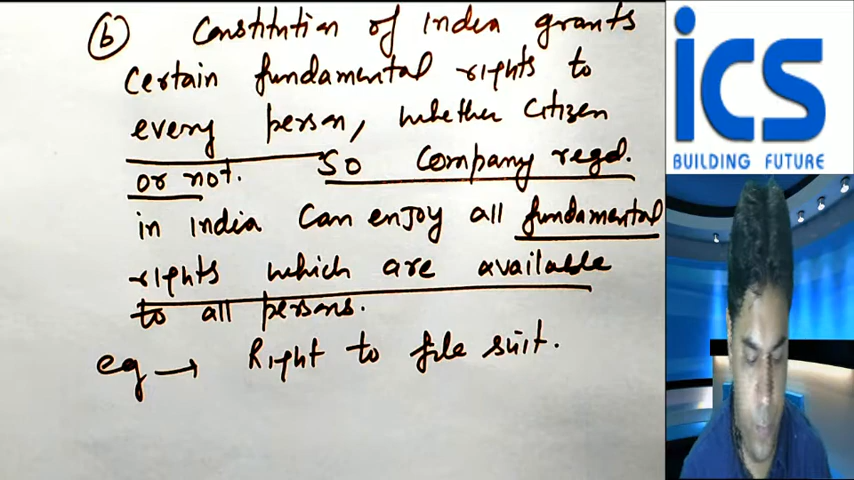 (b) Constitution of India grants
Certain fundamental rights to
every person, whether Citizen
or not. So Company regd.
in India Can enjoy all fundamental
rights which are available
to all persons.
eg → Right to file suit.
iCS
BUILDING FUTURE